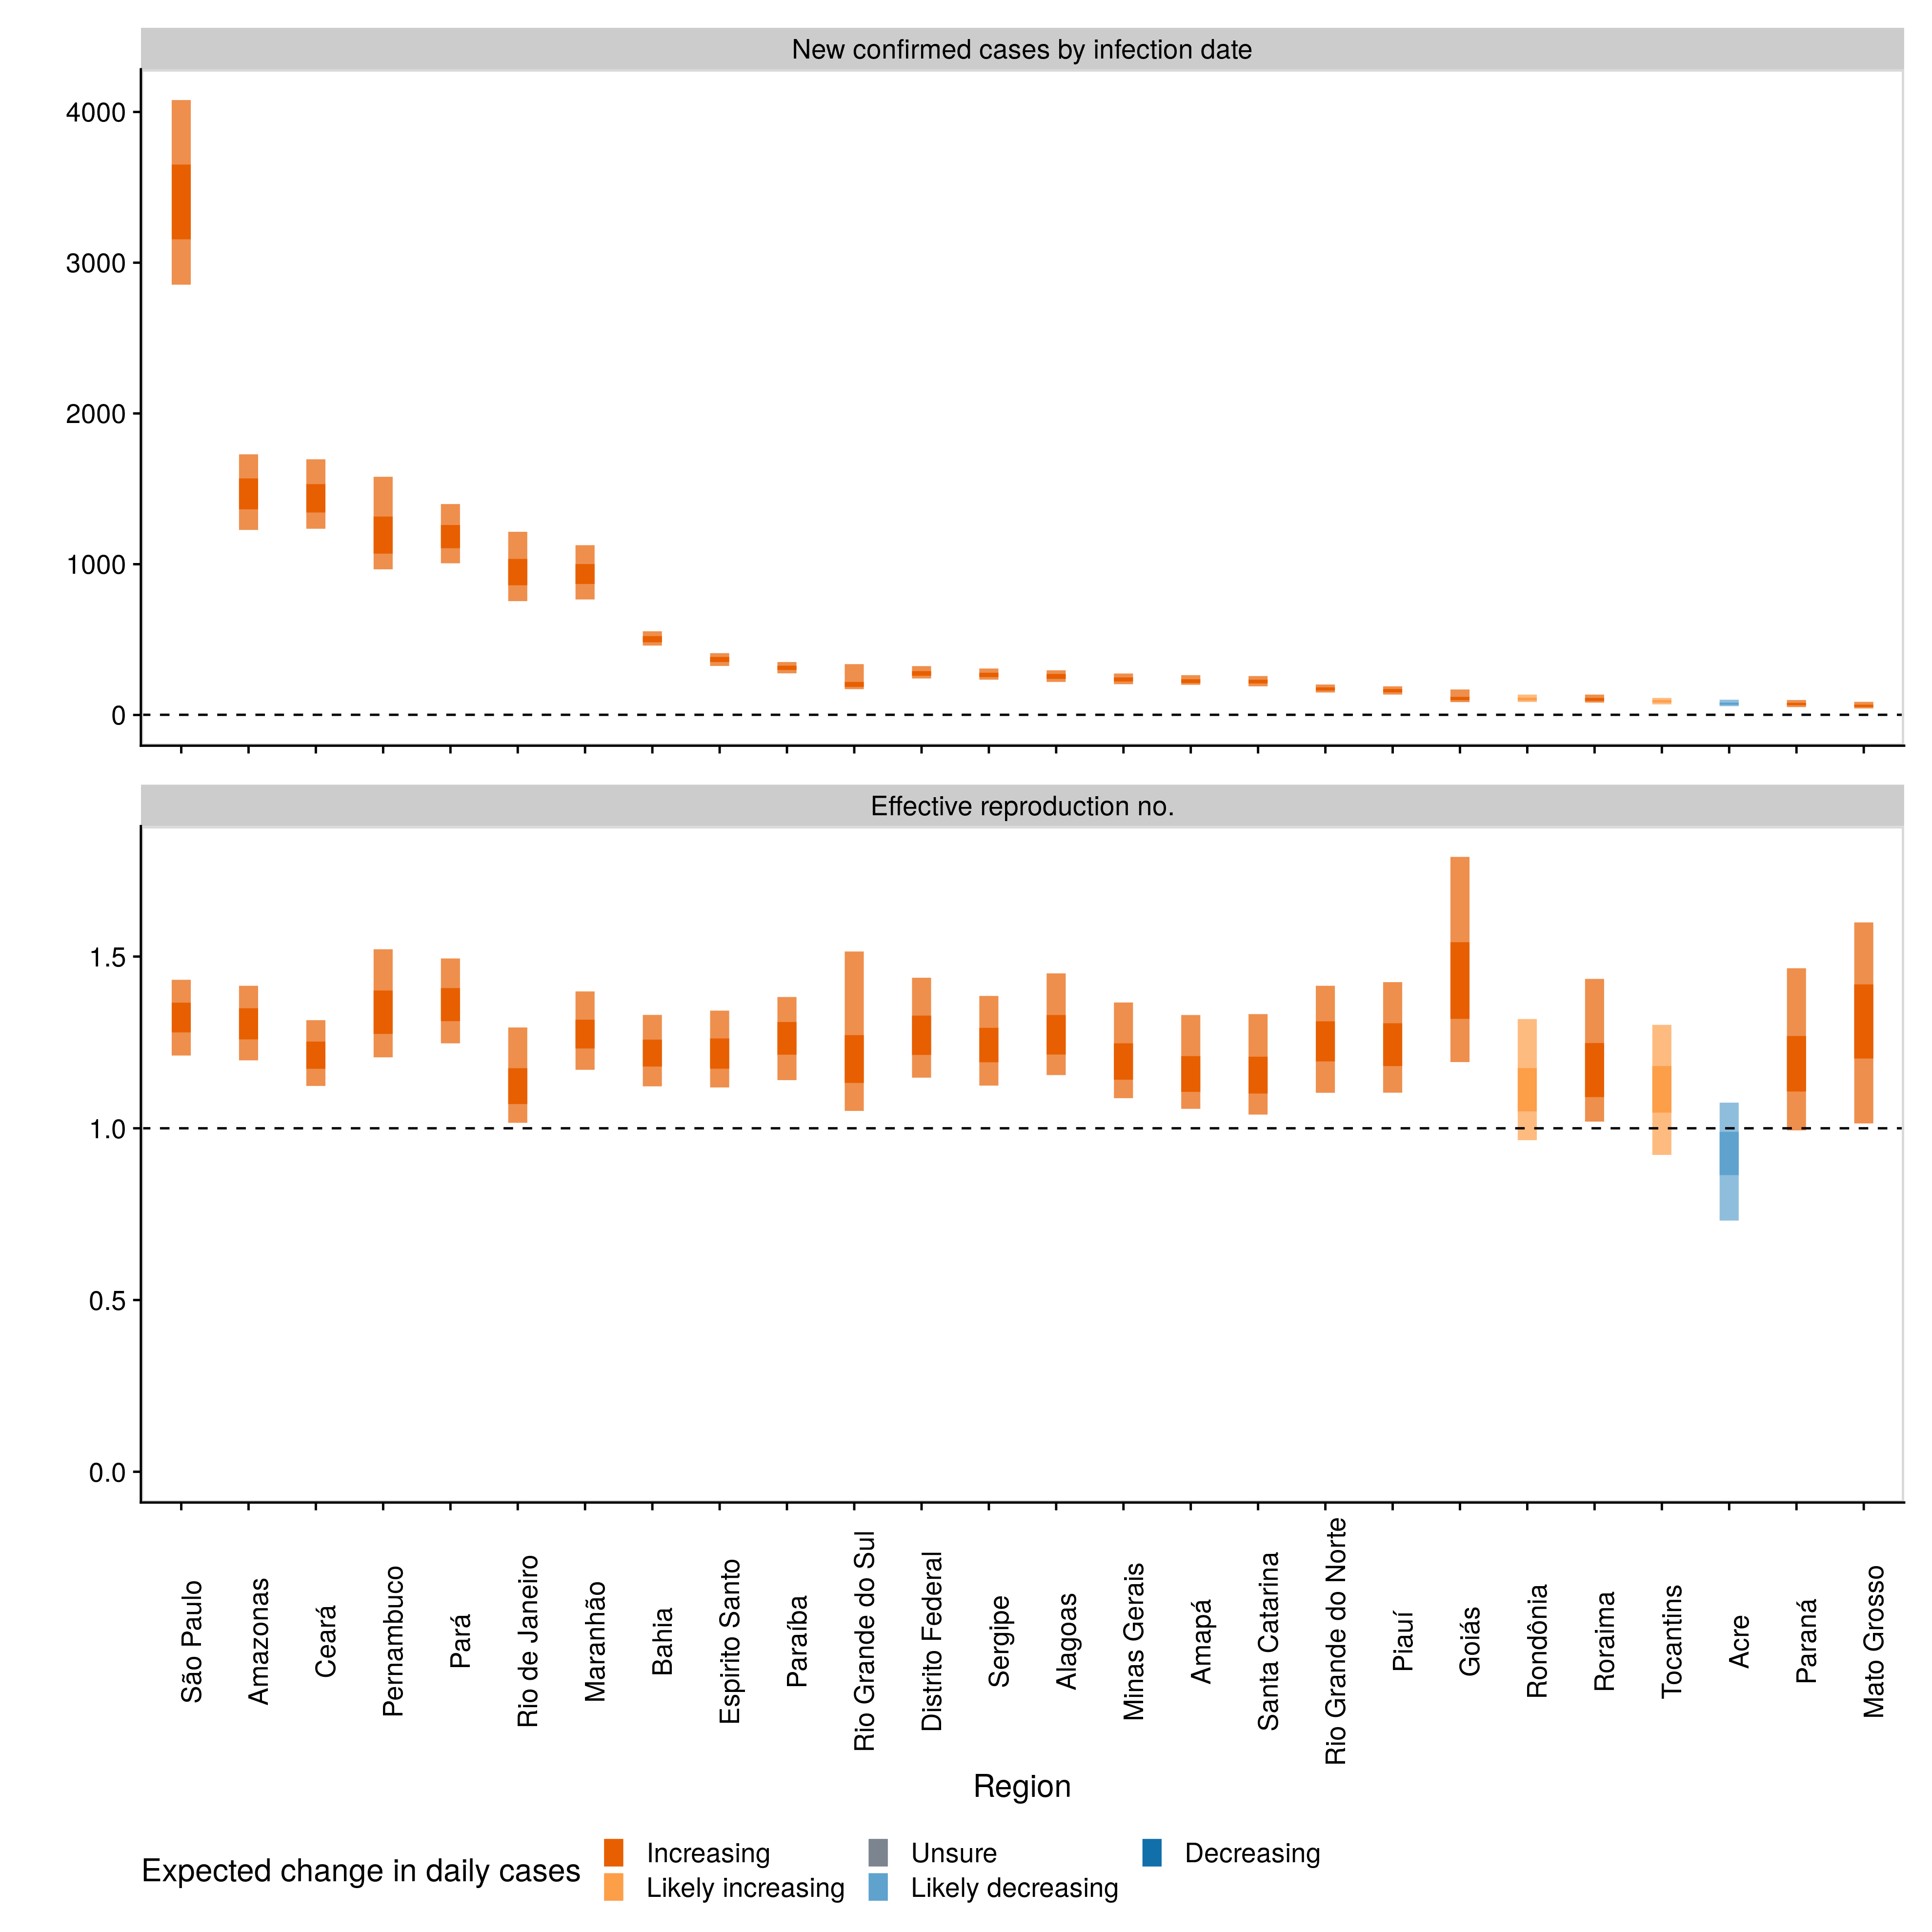 New confirmed cases by infection date
4000
3000
2000
1000
0
Effective reproduction no.
1.5
1.0
0.5
0.0
São Paulo
Amazonas
Ceará
Pernambuco
Pará
Rio de Janeiro
Maranhão
Bahia
Espirito Santo
Paraíba
Rio Grande do Sul
Distrito Federal
Sergipe
Alagoas
Minas Gerais
Amapá
Santa Catarina
Rio Grande do Norte
Piauí
Goiás
Rondônia
Roraima
Tocantins
Acre
Paraná
Mato Grosso
Region
Expected change in daily cases
Increasing
Likely increasing
Unsure
Likely decreasing
Decreasing